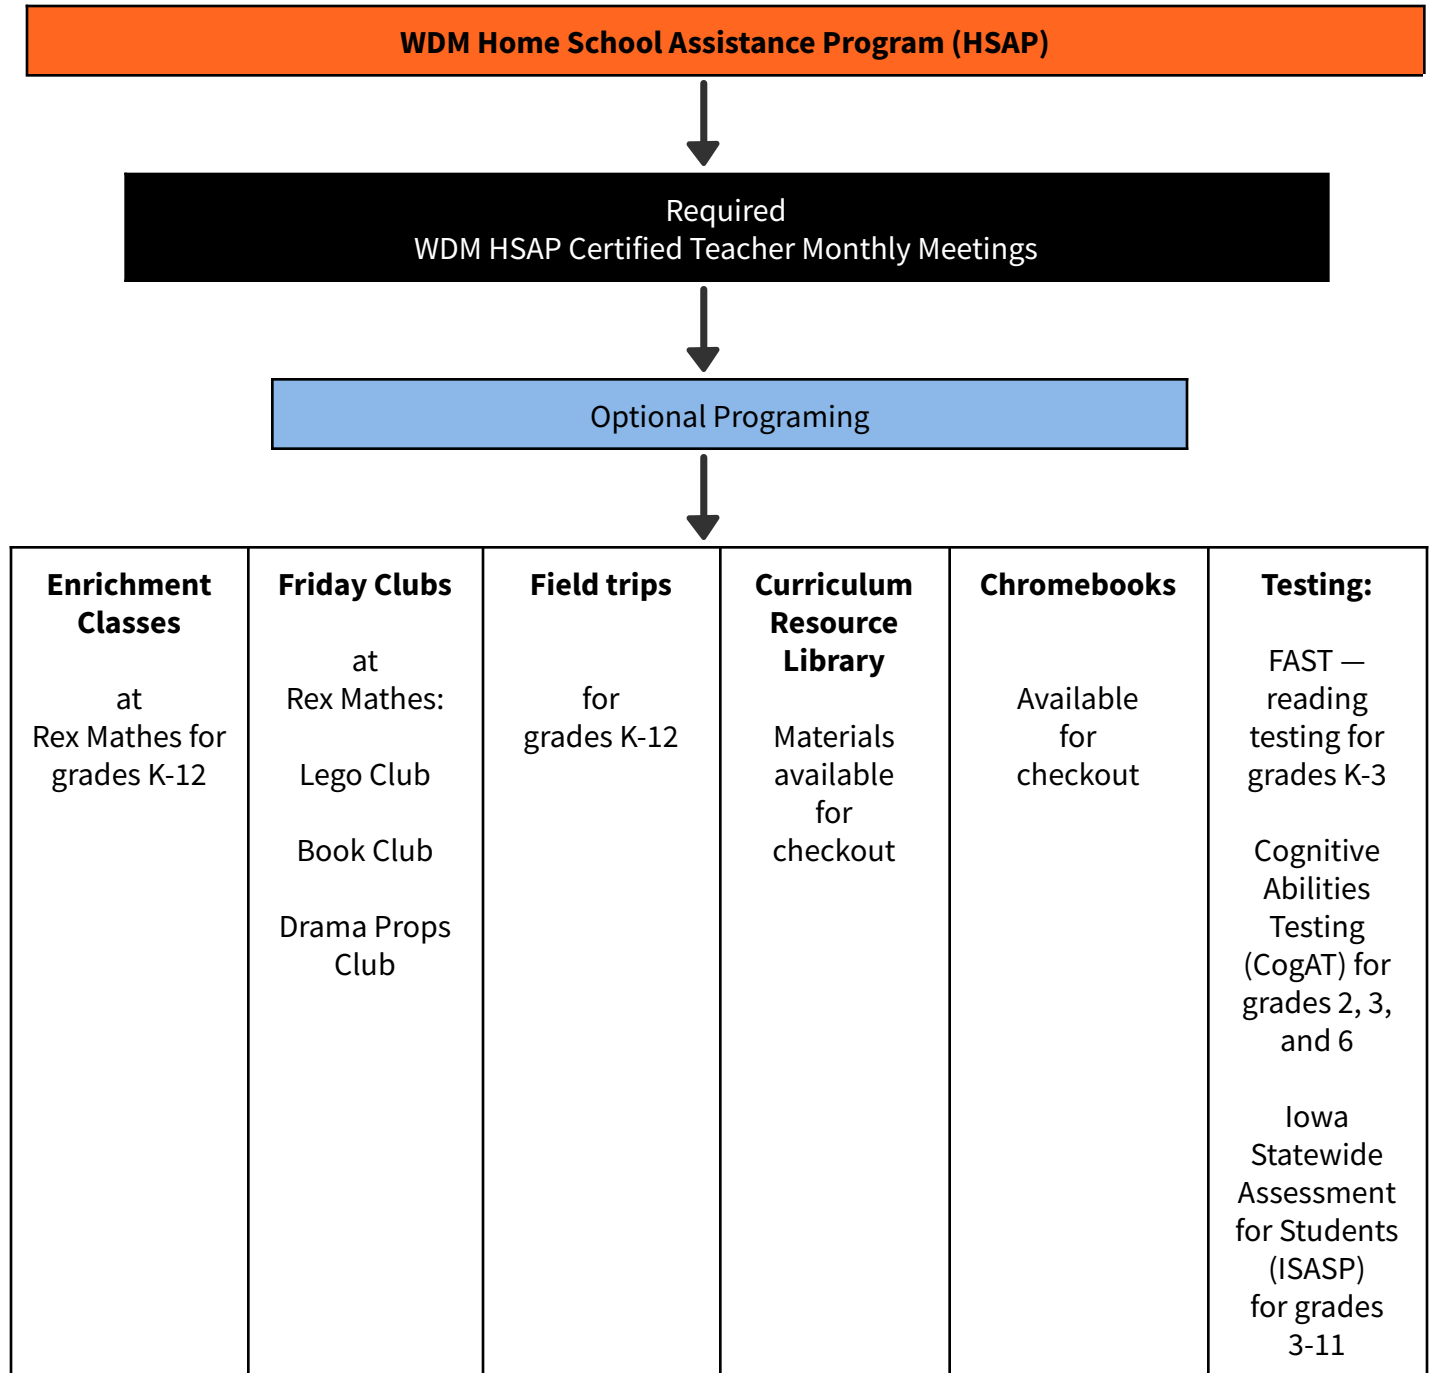 WDM Home School Assistance Program (HSAP)
Required
WDM HSAP Certified Teacher Monthly Meetings
Optional Programing
Enrichment
Classes
at
Rex Mathes for
grades K-12
Friday Clubs
at
Rex Mathes:
Lego Club
Book Club
Drama Props
Club
Field trips
for
grades K-12
Curriculum
Resource
Library
Materials
available
for
checkout
Chromebooks
Available
for
checkout
Testing:
FAST —
reading
testing for
grades K-3
Cognitive
Abilities
Testing
(CogAT) for
grades 2, 3,
and 6
Iowa
Statewide
Assessment
for Students
(ISASP)
for grades
3-11